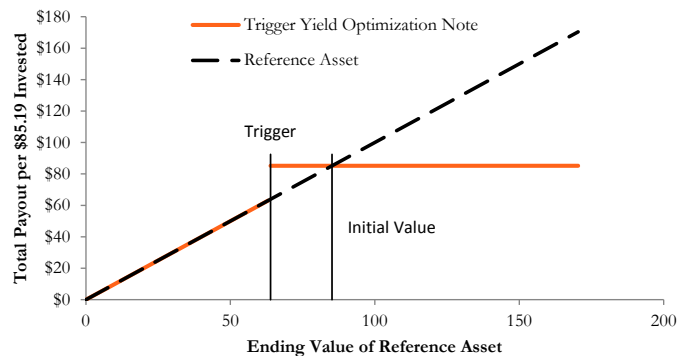 $180
$160
$140
$120
$100
$80
$60
$40
$20
$0
Total Payout per $85.19 Invested
Trigger Yield Optimization Note
Reference Asset
Trigger
Initial Value
0
50
100
150
200
Ending Value of Reference Asset